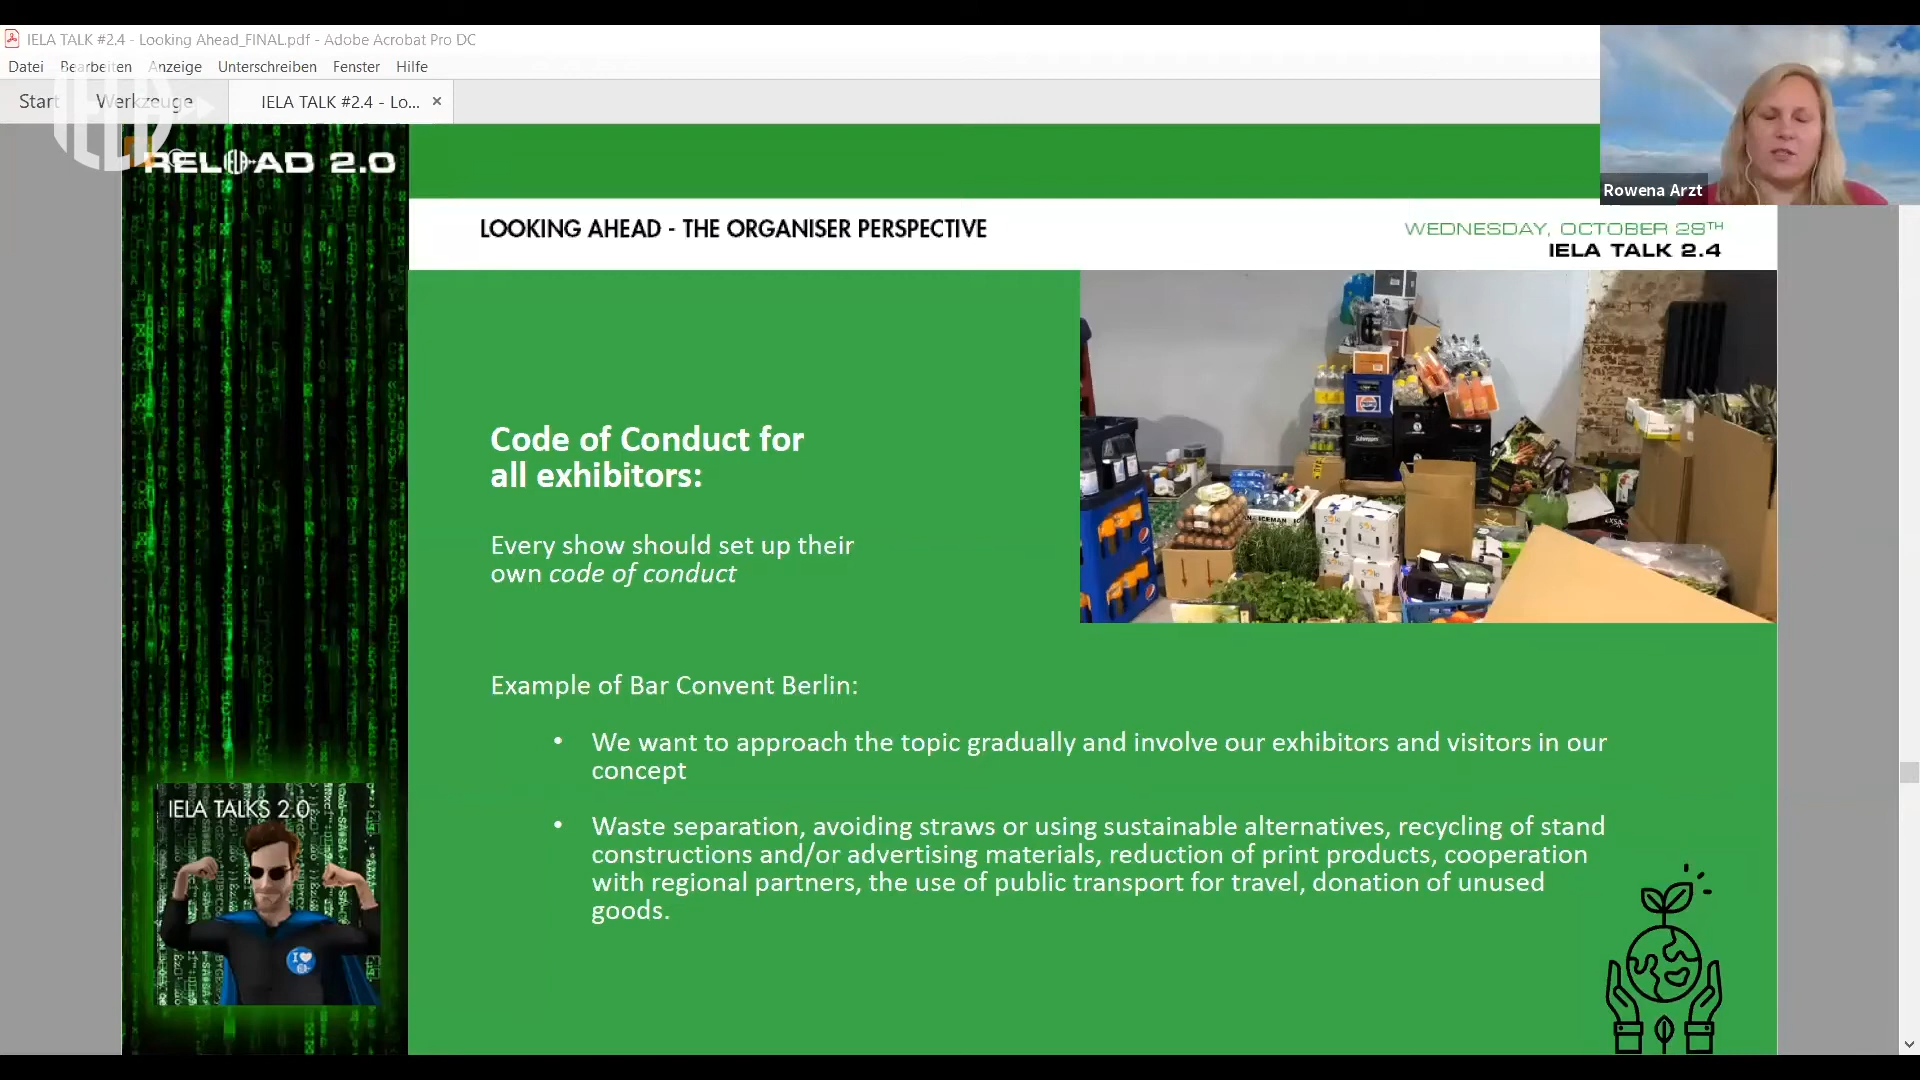 IELA TALK #2.4 - Looking Ahead_FINAL.pdf - Adobe Acrobat Pro DC
Datei Bearbeiten Anzeige Unterschreiben Fenster Hilfe
Start Werkzeuge IELA TALK #2.4 - Lo... ×
IELA
RELOAD 2.0
Rowena Arzt
LOOKING AHEAD - THE ORGANISER PERSPECTIVE
WEDNESDAY, OCTOBER 28TH
IELA TALK 2.4
Code of Conduct for
all exhibitors:
Every show should set up their
own code of conduct
Example of Bar Convent Berlin:
• We want to approach the topic gradually and involve our exhibitors and visitors in our
concept
• Waste separation, avoiding straws or using sustainable alternatives, recycling of stand
constructions and/or advertising materials, reduction of print products, cooperation
with regional partners, the use of public transport for travel, donation of unused
goods.
IELA TALKS 2.0